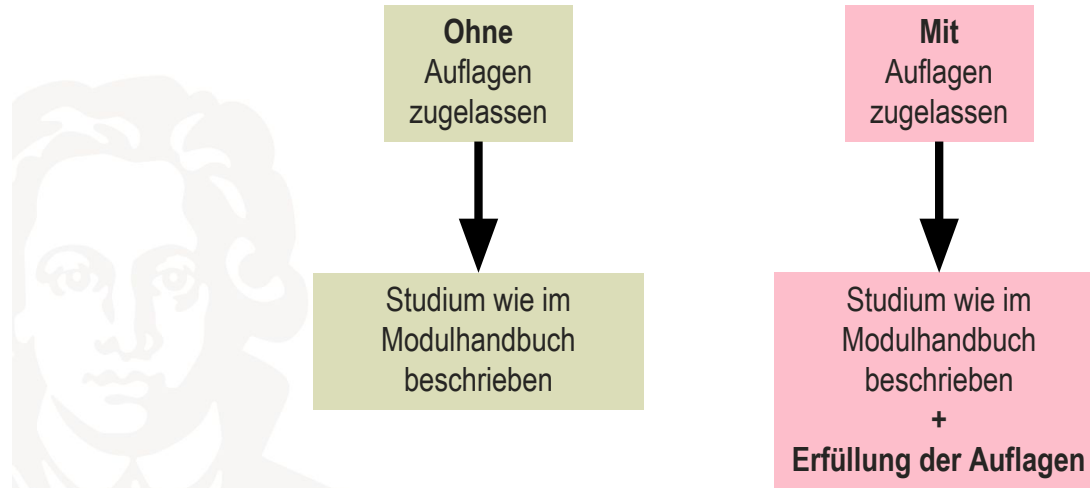 Ohne
Auflagen
zugelassen
Studium wie im
Modulhandbuch
beschrieben
Mit
Auflagen
zugelassen
Studium wie im
Modulhandbuch
beschrieben
+
Erfüllung der Auflagen